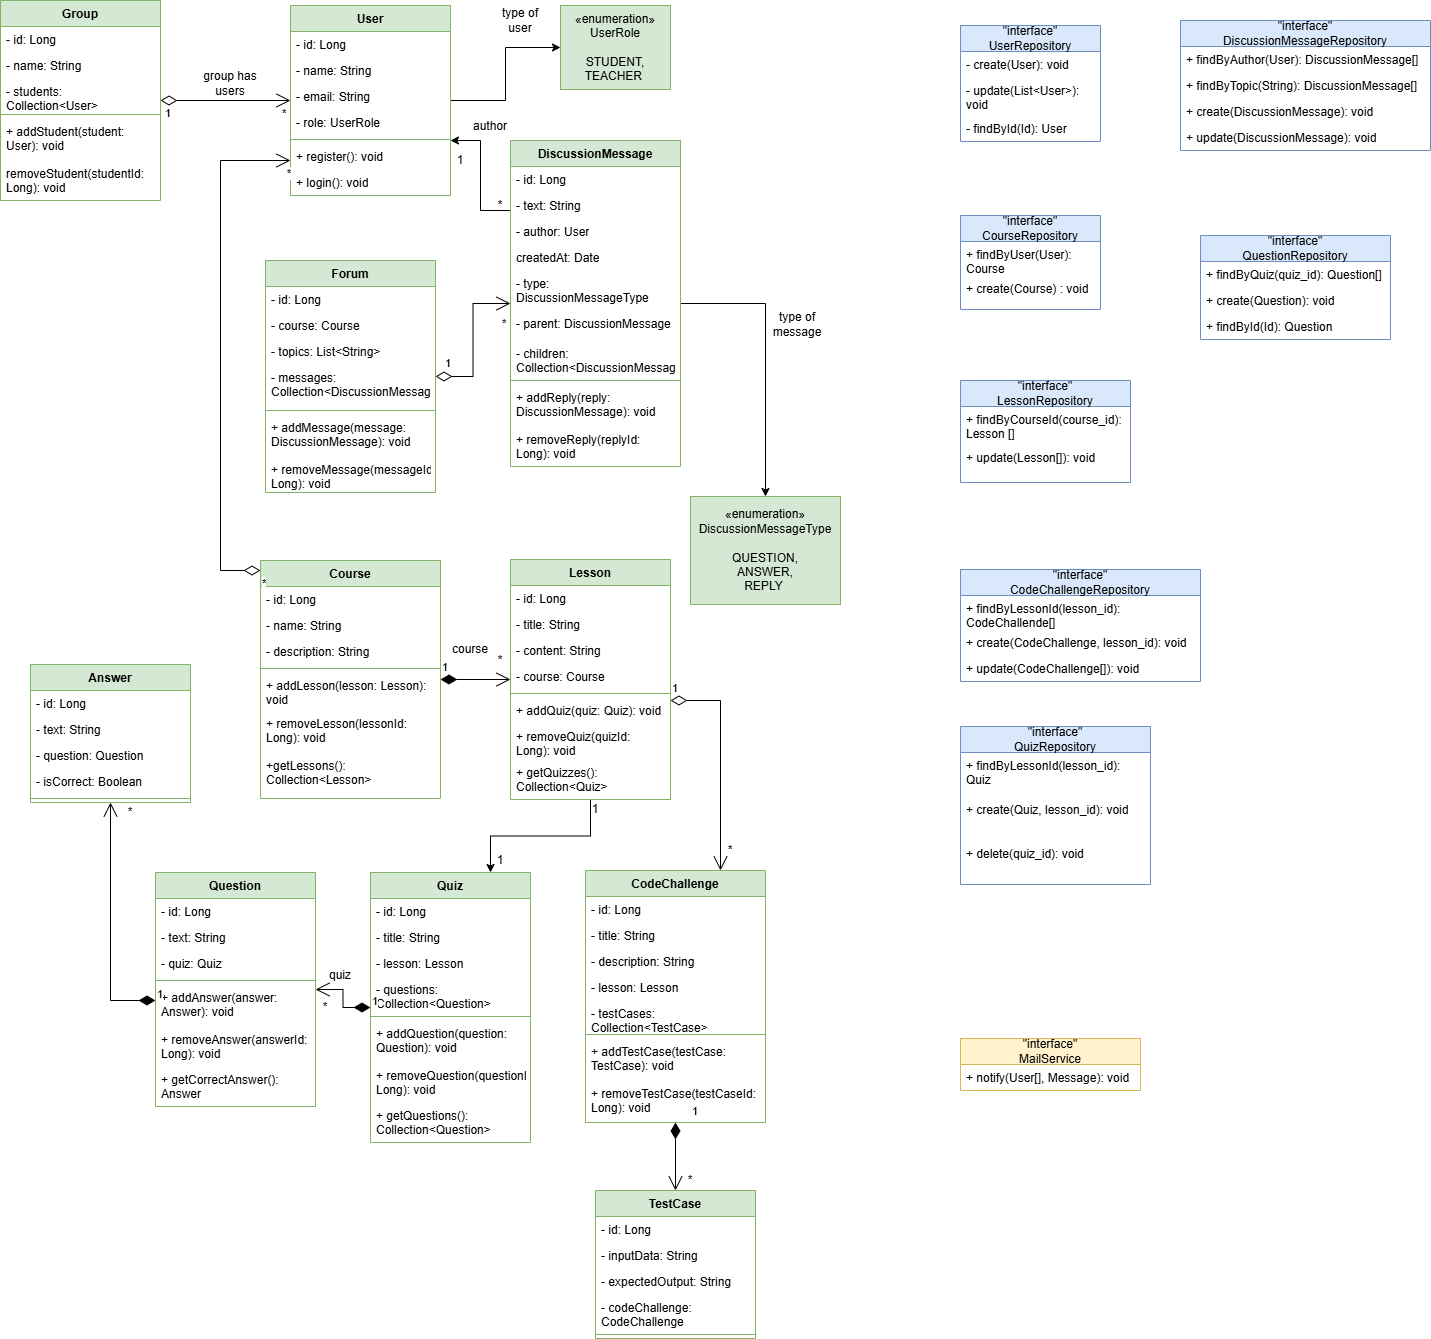 Group
- id: Long
- name: String
- students:
Collection<User>
+ addStudent(student:
User): void
removeStudent(studentId:
Long): void
group has
users
1
*
User
- id: Long
- name: String
- email: String
- role: UserRole
+ register(): void
+ login(): void
*
type of
user
«enumeration»
UserRole
STUDENT,
TEACHER
author
1
*
DiscussionMessage
- id: Long
- text: String
- author: User
createdAt: Date
- type:
DiscussionMessageType
- parent: DiscussionMessage
- children:
Collection<DiscussionMessag
+ addReply(reply:
DiscussionMessage): void
+ removeReply(replyId:
Long): void
Forum
- id: Long
- course: Course
- topics: List<String>
- messages:
Collection<DiscussionMessag
+ addMessage(message:
DiscussionMessage): void
+ removeMessage(messageId
Long): void
1
*
type of
message
«enumeration»
DiscussionMessageType
QUESTION,
ANSWER,
REPLY
*
Course
- id: Long
- name: String
- description: String
+ addLesson(lesson: Lesson):
void
+ removeLesson(lessonId:
Long): void
+getLessons():
Collection<Lesson>
course
1
*
Lesson
- id: Long
- title: String
- content: String
- course: Course
+ addQuiz(quiz: Quiz): void
+ removeQuiz(quizId:
Long): void
+ getQuizzes():
Collection<Quiz>
1
*
1
1
Answer
- id: Long
- text: String
- question: Question
- isCorrect: Boolean
*
Question
- id: Long
- text: String
- quiz: Quiz
1
+ addAnswer(answer:
Answer): void
+ removeAnswer(answerId:
Long): void
+ getCorrectAnswer():
Answer
quiz
*
1
Quiz
- id: Long
- title: String
- lesson: Lesson
- questions:
Collection<Question>
+ addQuestion(question:
Question): void
+ removeQuestion(questionI
Long): void
+ getQuestions():
Collection<Question>
CodeChallenge
- id: Long
- title: String
- description: String
- lesson: Lesson
- testCases:
Collection<TestCase>
+ addTestCase(testCase:
TestCase): void
+ removeTestCase(testCaseId:
Long): void
1
*
TestCase
- id: Long
- inputData: String
- expectedOutput: String
- codeChallenge:
CodeChallenge
"interface"
UserRepository
- create(User): void
- update(List<User>):
void
- findById(Id): User
"interface"
DiscussionMessageRepository
+ findByAuthor(User): DiscussionMessage[]
+ findByTopic(String): DiscussionMessage[]
+ create(DiscussionMessage): void
+ update(DiscussionMessage): void
"interface"
CourseRepository
+ findByUser(User):
Course
+ create(Course) : void
"interface"
QuestionRepository
+ findByQuiz(quiz_id): Question[]
+ create(Question): void
+ findById(Id): Question
"interface"
LessonRepository
+ findByCourseId(course_id):
Lesson []
+ update(Lesson[]): void
"interface"
CodeChallengeRepository
+ findByLessonId(lesson_id):
CodeChallende[]
+ create(CodeChallenge, lesson_id): void
+ update(CodeChallenge[]): void
"interface"
QuizRepository
+ findByLessonId(lesson_id):
Quiz
+ create(Quiz, lesson_id): void
+ delete(quiz_id): void
"interface"
MailService
+ notify(User[], Message): void